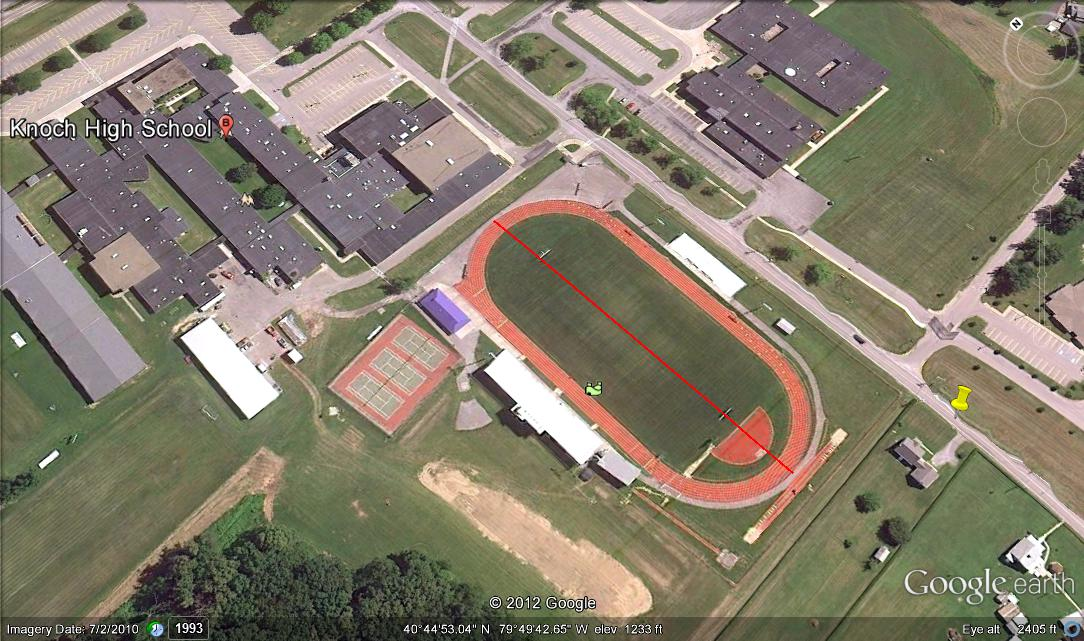 N
Knoch High School B
Google earth
© 2012 Google
Imagery Date: 7/2/2010 1993 40°44'53.04" N 79°49'42.65" W elev 1233 ft Eye alt 2405 ft